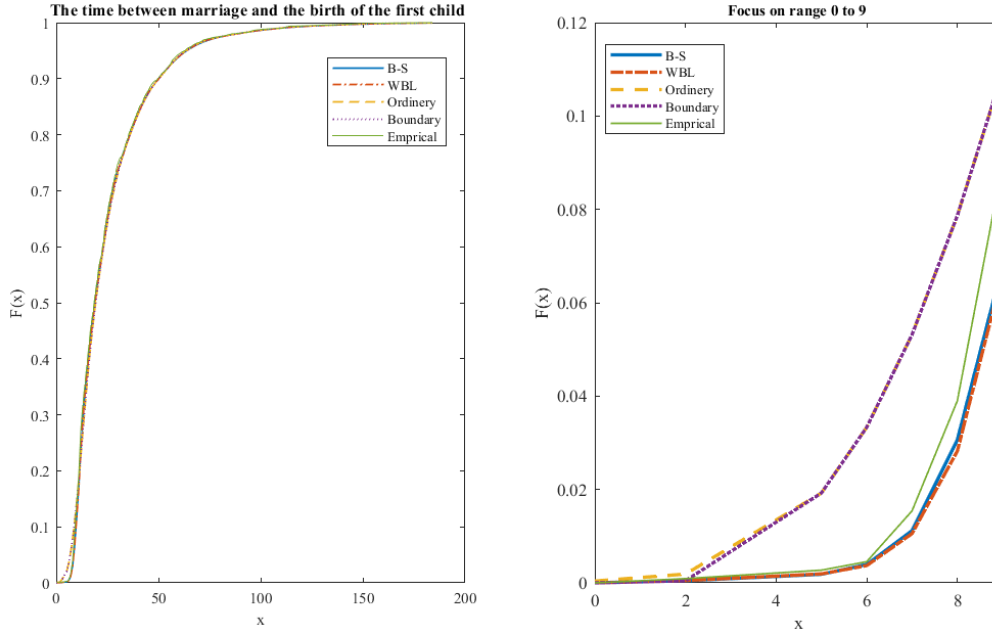 The time between marriage and the birth of the first child
F(x)
1
0.9
0.8
0.7
0.6
0.5
0.4
0.3
0.2
0.1
0
0 50 100 150 200
x
B-S
WBL
Ordinery
Boundary
Emprical
Focus on range 0 to 9
F(x)
0.12
0.1
0.08
0.06
0.04
0.02
0
0 2 4 6 8
x
B-S
WBL
Ordinery
Boundary
Emprical